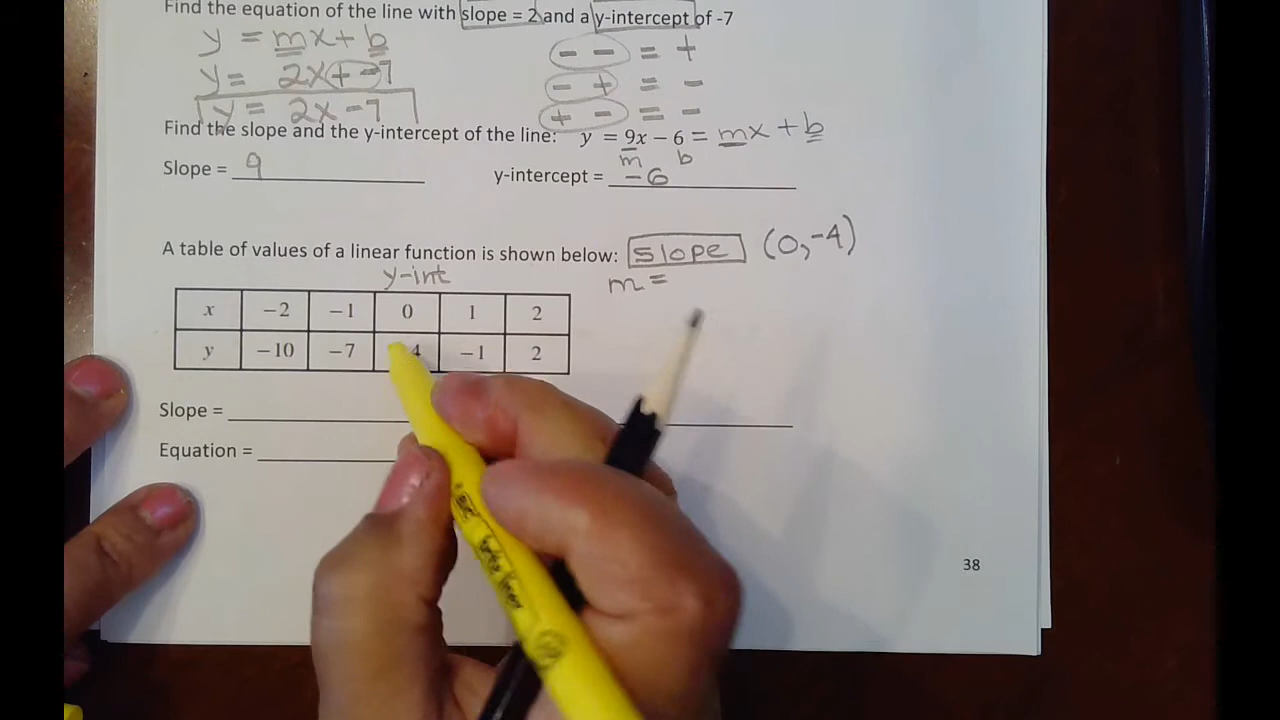 Find the equation of the line with slope = 2 and a y-intercept of -7
y = mx + b
y = 2x + -7
y = 2x - 7
- - = +
- + = -
+ - = -
Find the slope and the y-intercept of the line: y = 9x − 6 = mx + b
m b
Slope = 9 y-intercept = -6
A table of values of a linear function is shown below: slope (0,-4)
y-int
m =
x −2 −1 0 1 2
y −10 −7 4 −1 2
Slope =
Equation =
38